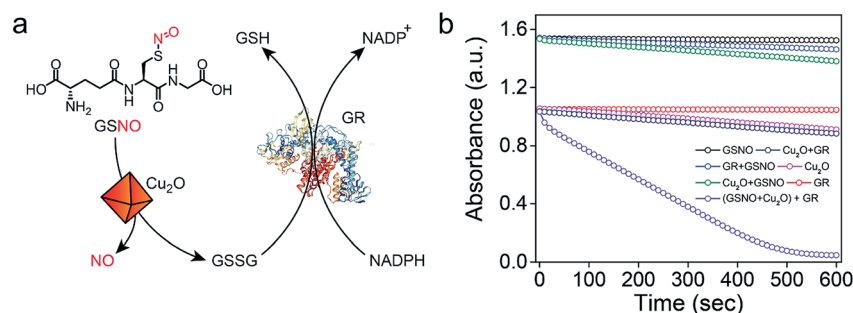 a
b
N=O
S
O
O
O
HO
N
H
H
N
OH
NH₂
O
GSNO
Cu₂O
NO
GSSG
GSH
NADP⁺
GR
NADPH
Absorbance (a.u.)
1.6
1.2
0.8
0.4
0.0
GSNO
Cu₂O+GR
GR+GSNO
Cu₂O
Cu₂O+GSNO
GR
(GSNO+Cu₂O) + GR
0 100 200 300 400 500 600
Time (sec)